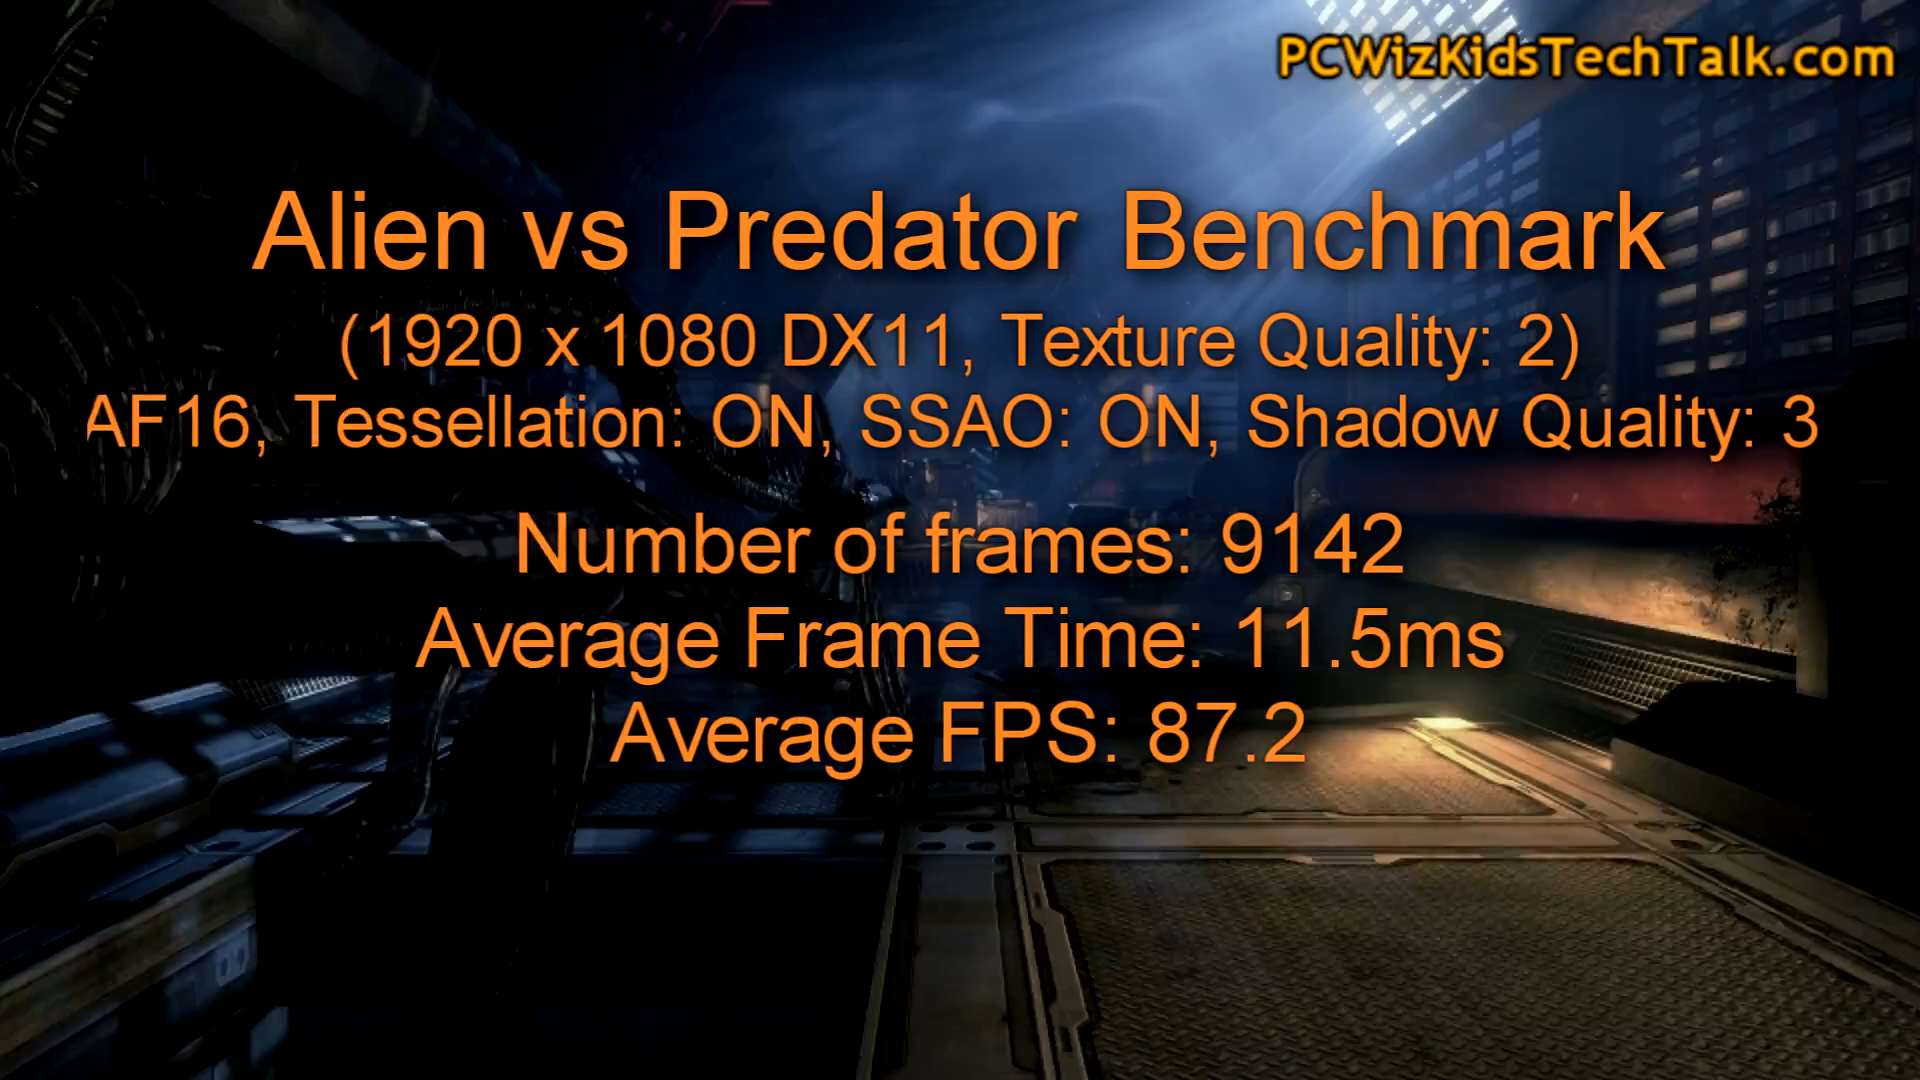 PCWizKidsTechTalk.com
Alien vs Predator Benchmark
(1920 x 1080 DX11, Texture Quality: 2)
AF16, Tessellation: ON, SSAO: ON, Shadow Quality: 3
Number of frames: 9142
Average Frame Time: 11.5ms
Average FPS: 87.2